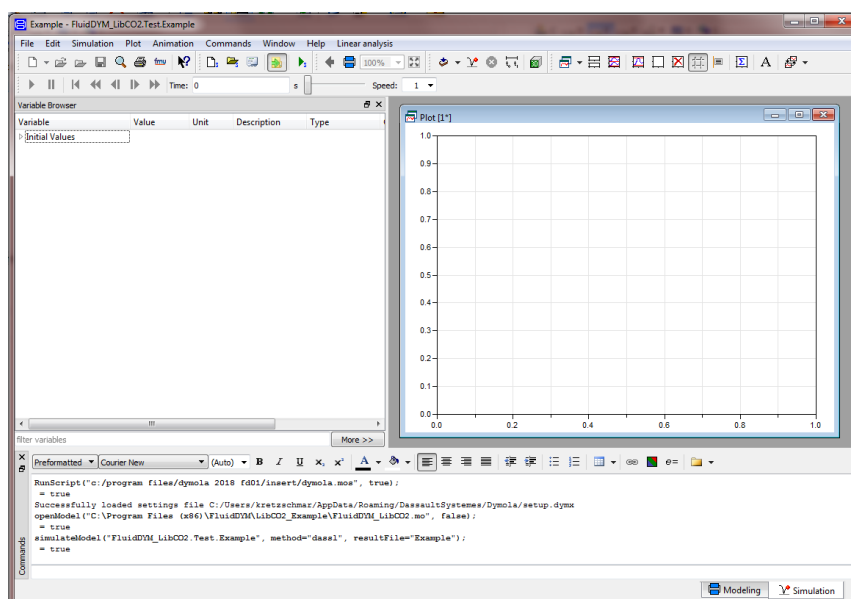 Example - FluidDYM_LibCO2.Test.Example
File Edit Simulation Plot Animation Commands Window Help Linear analysis
fmu 100% A
Time: 0 s Speed: 1
Variable Browser
Variable Value Unit Description Type
Initial Values
filter variables More >>
Plot [1*]
1.0
0.9
0.8
0.7
0.6
0.5
0.4
0.3
0.2
0.1
0.0
0.0 0.2 0.4 0.6 0.8 1.0
Preformatted Courier New (Auto) B I U x₂ x² A e=
RunScript("c:/program files/dymola 2018 fd01/insert/dymola.mos", true);
= true
Successfully loaded settings file C:/Users/kretzschmar/AppData/Roaming/DassaultSystemes/Dymola/setup.dymx
openModel("C:\Program Files (x86)\FluidDYM\LibCO2_Example\FluidDYM_LibCO2.mo", false);
= true
simulateModel("FluidDYM_LibCO2.Test.Example", method="dassl", resultFile="Example");
= true
Commands
Modeling Simulation